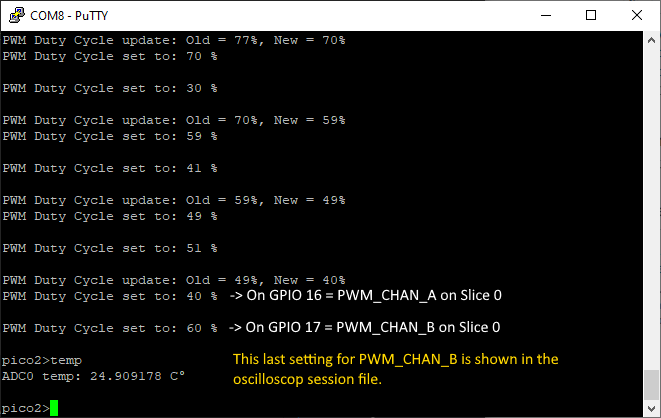 COM8 - PuTTY
PWM Duty Cycle update: Old = 77%, New = 70%
PWM Duty Cycle set to: 70 %
PWM Duty Cycle set to: 30 %
PWM Duty Cycle update: Old = 70%, New = 59%
PWM Duty Cycle set to: 59 %
PWM Duty Cycle set to: 41 %
PWM Duty Cycle update: Old = 59%, New = 49%
PWM Duty Cycle set to: 49 %
PWM Duty Cycle set to: 51 %
PWM Duty Cycle update: Old = 49%, New = 40%
PWM Duty Cycle set to: 40 % -> On GPIO 16 = PWM_CHAN_A on Slice 0
PWM Duty Cycle set to: 60 % -> On GPIO 17 = PWM_CHAN_B on Slice 0
pico2>temp
ADC0 temp: 24.909178 C°
This last setting for PWM_CHAN_B is shown in the
oscilloscop session file.
pico2>